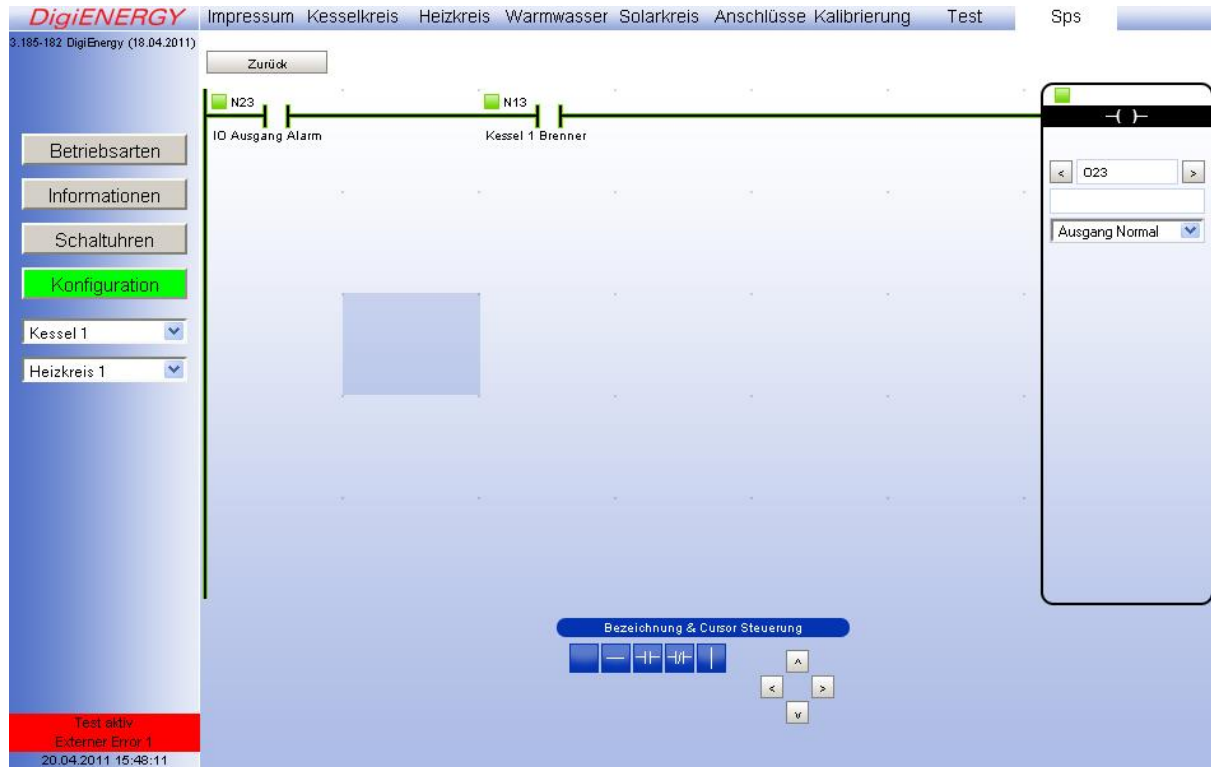 DigiENERGY
Impressum Kesselkreis Heizkreis Warmwasser Solarkreis Anschlüsse Kalibrierung Test Sps
3.185-182 DigiEnergy (18.04.2011)
Zurück
N23
N13
IO Ausgang Alarm
Kessel 1 Brenner
Betriebsarten
Informationen
Schaltuhren
Konfiguration
Kessel 1
Heizkreis 1
< O23 >
Ausgang Normal
Bezeichnung & Cursor Steuerung
Test aktiv
Externer Error 1
20.04.2011 15:48:11